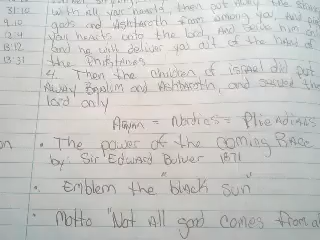 31:10 with all your hearts, then put away the strange
9:10 gods and Ashtaroth from among you, and
12:4 your hearts unto the lord, and serve him only
13:12 and he will deliver you out of the hand of
13:31 the Philistines
4. Then the children of israel did put
Away Baalim and Ashtaroth, and served the
lord only
Aryan = Nordics = Pleiadians
• The power of the coming Race
by: Sir Edward Bulwer 1871
• Emblem the "black sun"
• Motto "Not All good comes from